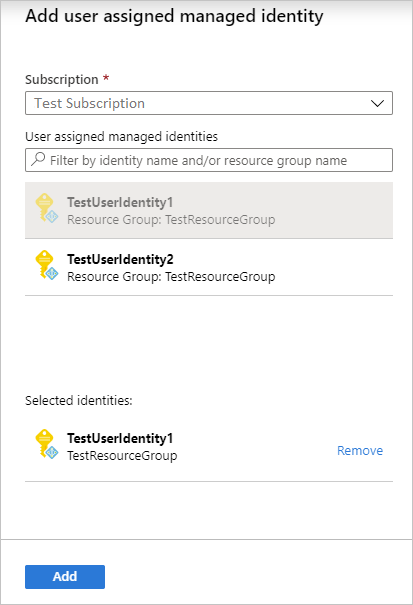 Add user assigned managed identity
Subscription *
Test Subscription
User assigned managed identities
Filter by identity name and/or resource group name
TestUserIdentity1
Resource Group: TestResourceGroup
TestUserIdentity2
Resource Group: TestResourceGroup
Selected identities:
TestUserIdentity1
TestResourceGroup
Remove
Add